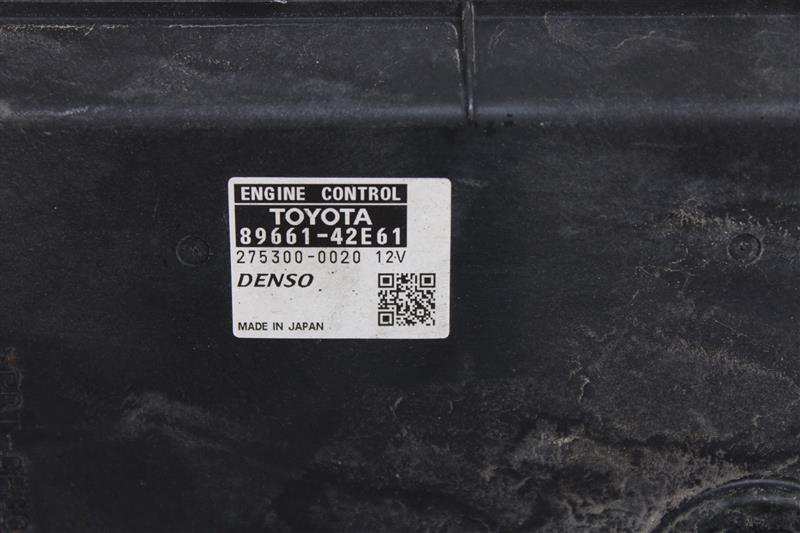 ENGINE CONTROL
TOYOTA
89661-42E61
275300-0020 12V
DENSO
MADE IN JAPAN